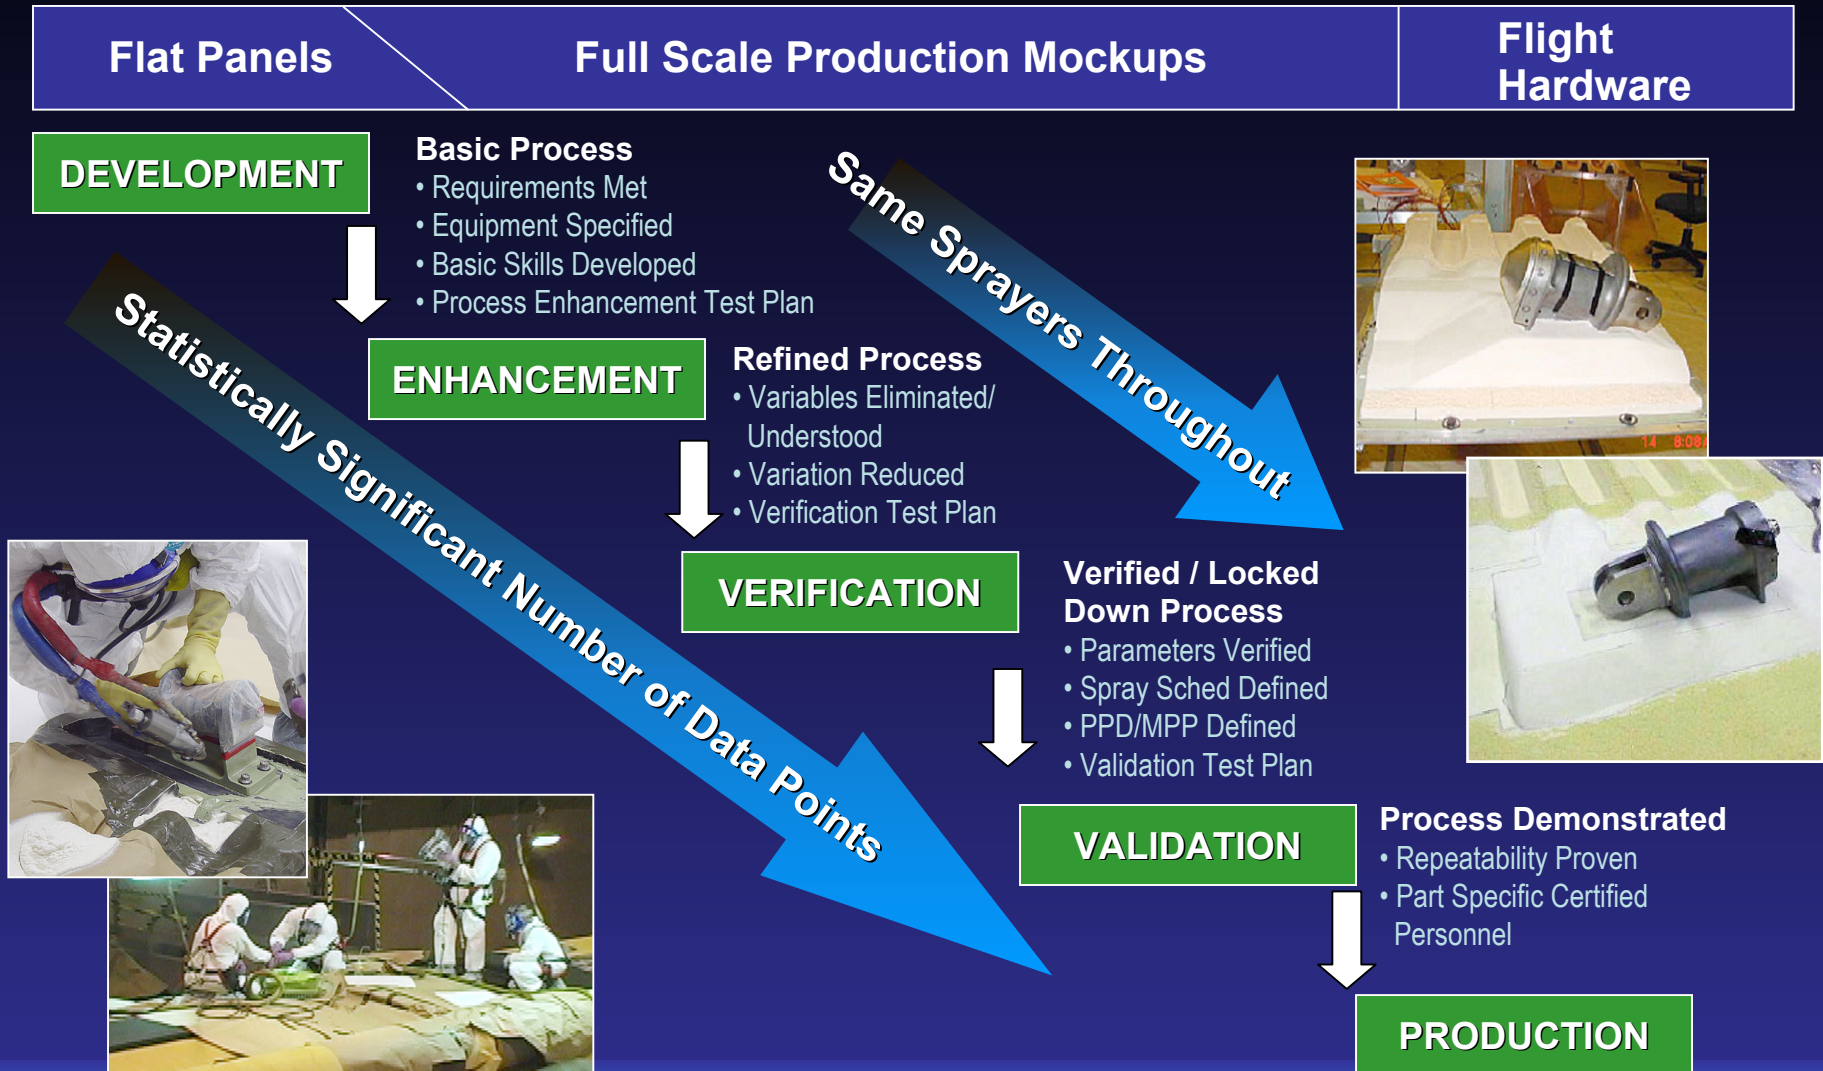 Flat Panels
Full Scale Production Mockups
Flight
Hardware
DEVELOPMENT
Basic Process
• Requirements Met
• Equipment Specified
• Basic Skills Developed
• Process Enhancement Test Plan
Same Sprayers Throughout
Statistically Significant Number of Data Points
ENHANCEMENT
Refined Process
• Variables Eliminated/
Understood
• Variation Reduced
• Verification Test Plan
14 8:08
VERIFICATION
Verified / Locked
Down Process
• Parameters Verified
• Spray Sched Defined
• PPD/MPP Defined
• Validation Test Plan
VALIDATION
Process Demonstrated
• Repeatability Proven
• Part Specific Certified
Personnel
PRODUCTION